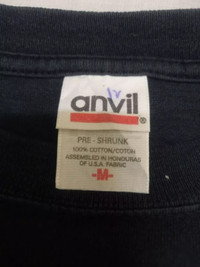 anvil®
PRE-SHRUNK
100% COTTON/COTON
ASSEMBLED IN HONDURAS
OF U.S.A. FABRIC
-M-